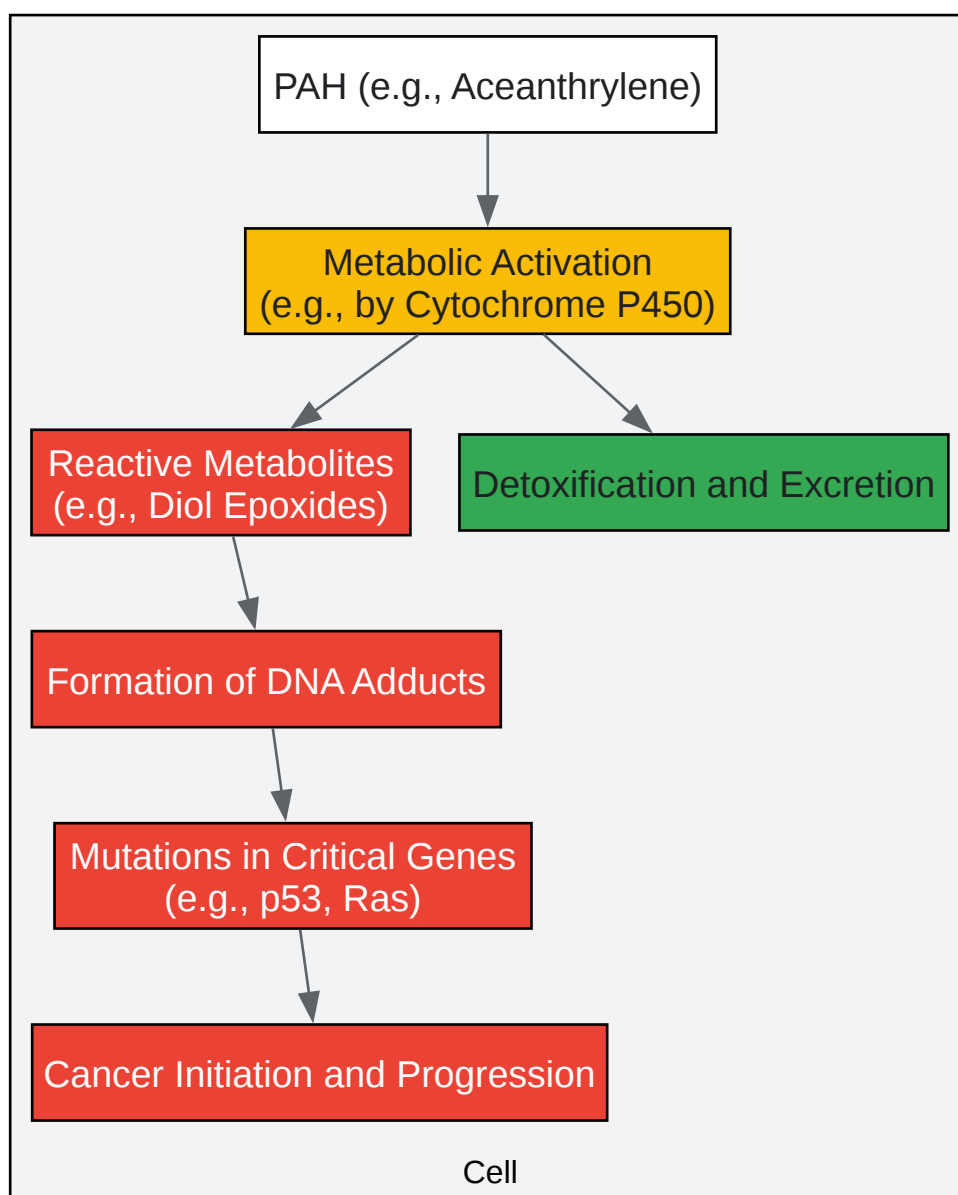 PAH (e.g., Aceanthrylene)
Metabolic Activation
(e.g., by Cytochrome P450)
Reactive Metabolites
(e.g., Diol Epoxides)
Detoxification and Excretion
Formation of DNA Adducts
Mutations in Critical Genes
(e.g., p53, Ras)
Cancer Initiation and Progression
Cell